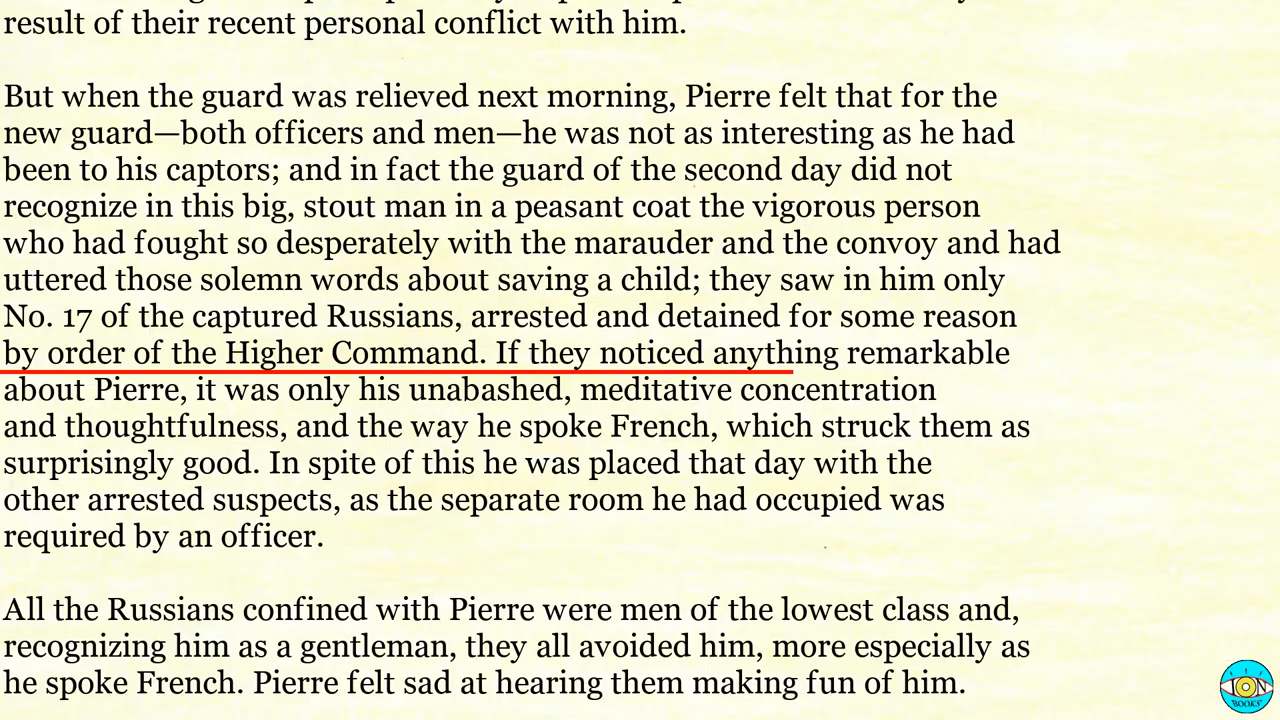 result of their recent personal conflict with him.
But when the guard was relieved next morning, Pierre felt that for the
new guard—both officers and men—he was not as interesting as he had
been to his captors; and in fact the guard of the second day did not
recognize in this big, stout man in a peasant coat the vigorous person
who had fought so desperately with the marauder and the convoy and had
uttered those solemn words about saving a child; they saw in him only
No. 17 of the captured Russians, arrested and detained for some reason
by order of the Higher Command. If they noticed anything remarkable
about Pierre, it was only his unabashed, meditative concentration
and thoughtfulness, and the way he spoke French, which struck them as
surprisingly good. In spite of this he was placed that day with the
other arrested suspects, as the separate room he had occupied was
required by an officer.
All the Russians confined with Pierre were men of the lowest class and,
recognizing him as a gentleman, they all avoided him, more especially as
he spoke French. Pierre felt sad at hearing them making fun of him.
ION
BOOKS